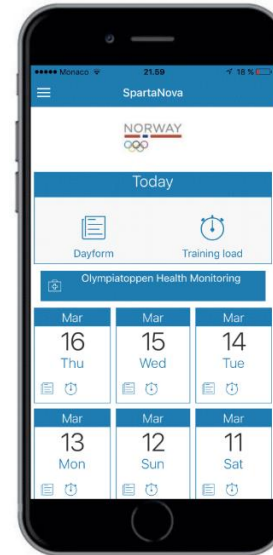 Monaco 21.59 18 %
SpartaNova
NORWAY
Today
Dayform Training load
Olympiatoppen Health Monitoring
Mar Mar Mar
16 15 14
Thu Wed Tue
Mar Mar Mar
13 12 11
Mon Sun Sat